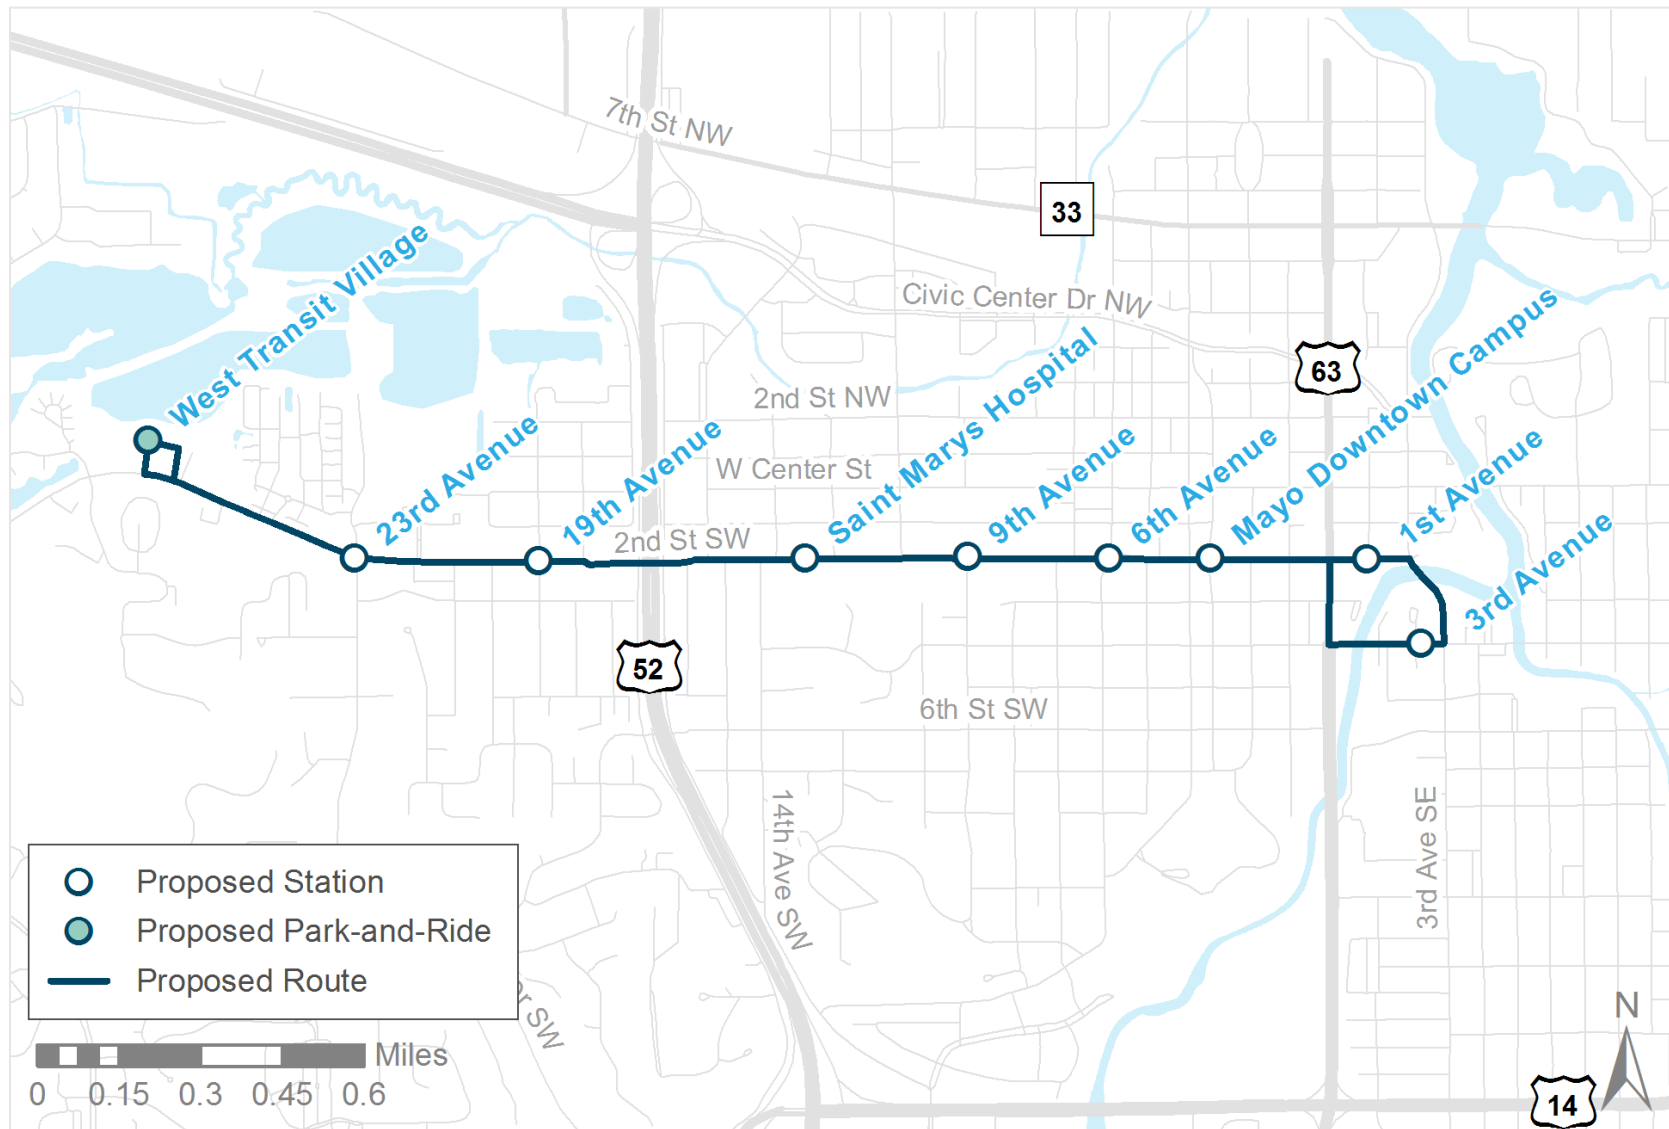 7th St NW
33
West Transit Village
Civic Center Dr NW
63
2nd St NW
W Center St
23rd Avenue
19th Avenue
2nd St SW
Saint Marys Hospital
9th Avenue
6th Avenue
Mayo Downtown Campus
1st Avenue
3rd Avenue
52
6th St SW
14th Ave SW
3rd Ave SE
Proposed Station
Proposed Park-and-Ride
Proposed Route
SW
Miles
0 0.15 0.3 0.45 0.6
N
14